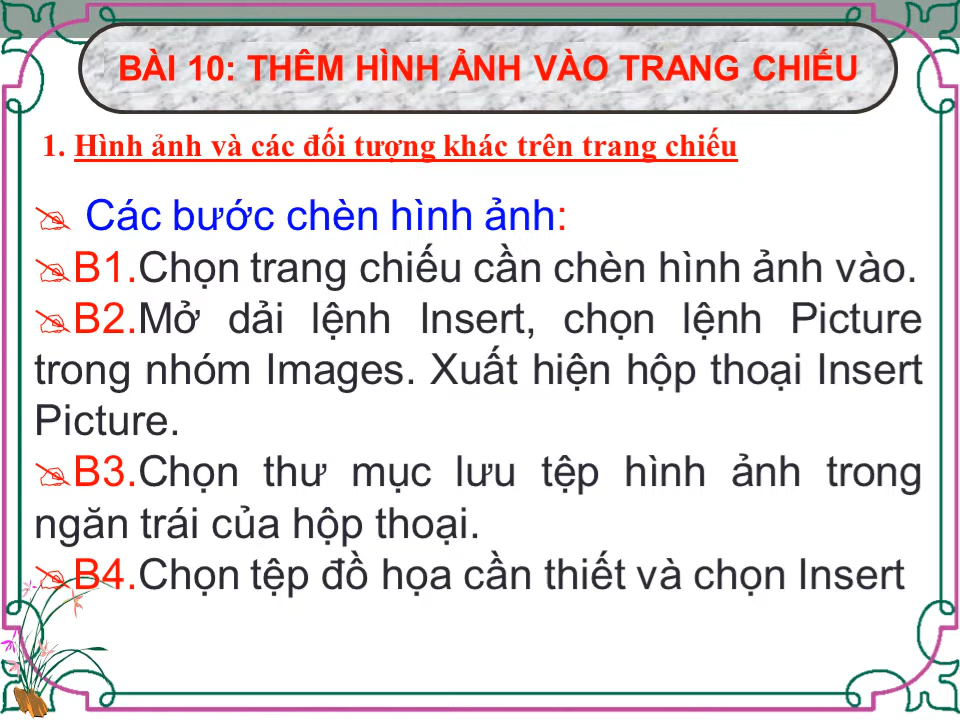 BÀI 10: THÊM HÌNH ẢNH VÀO TRANG CHIẾU
1. Hình ảnh và các đối tượng khác trên trang chiếu
Các bước chèn hình ảnh:
B1.Chọn trang chiếu cần chèn hình ảnh vào.
B2.Mở dải lệnh Insert, chọn lệnh Picture
trong nhóm Images. Xuất hiện hộp thoại Insert
Picture.
B3.Chọn thư mục lưu tệp hình ảnh trong
ngăn trái của hộp thoại.
B4.Chọn tệp đồ họa cần thiết và chọn Insert